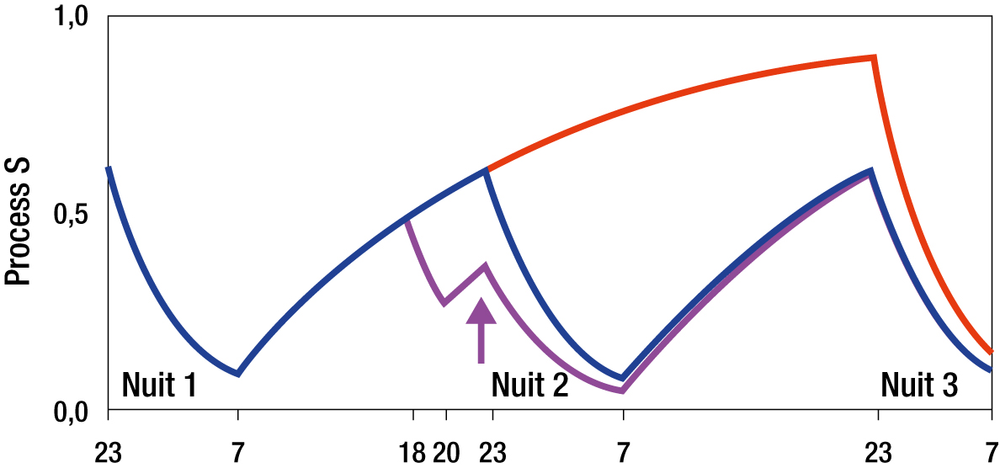 1,0
0,5
0,0
Process S
Nuit 1
Nuit 2
Nuit 3
23 7 18 20 23 7 23 7